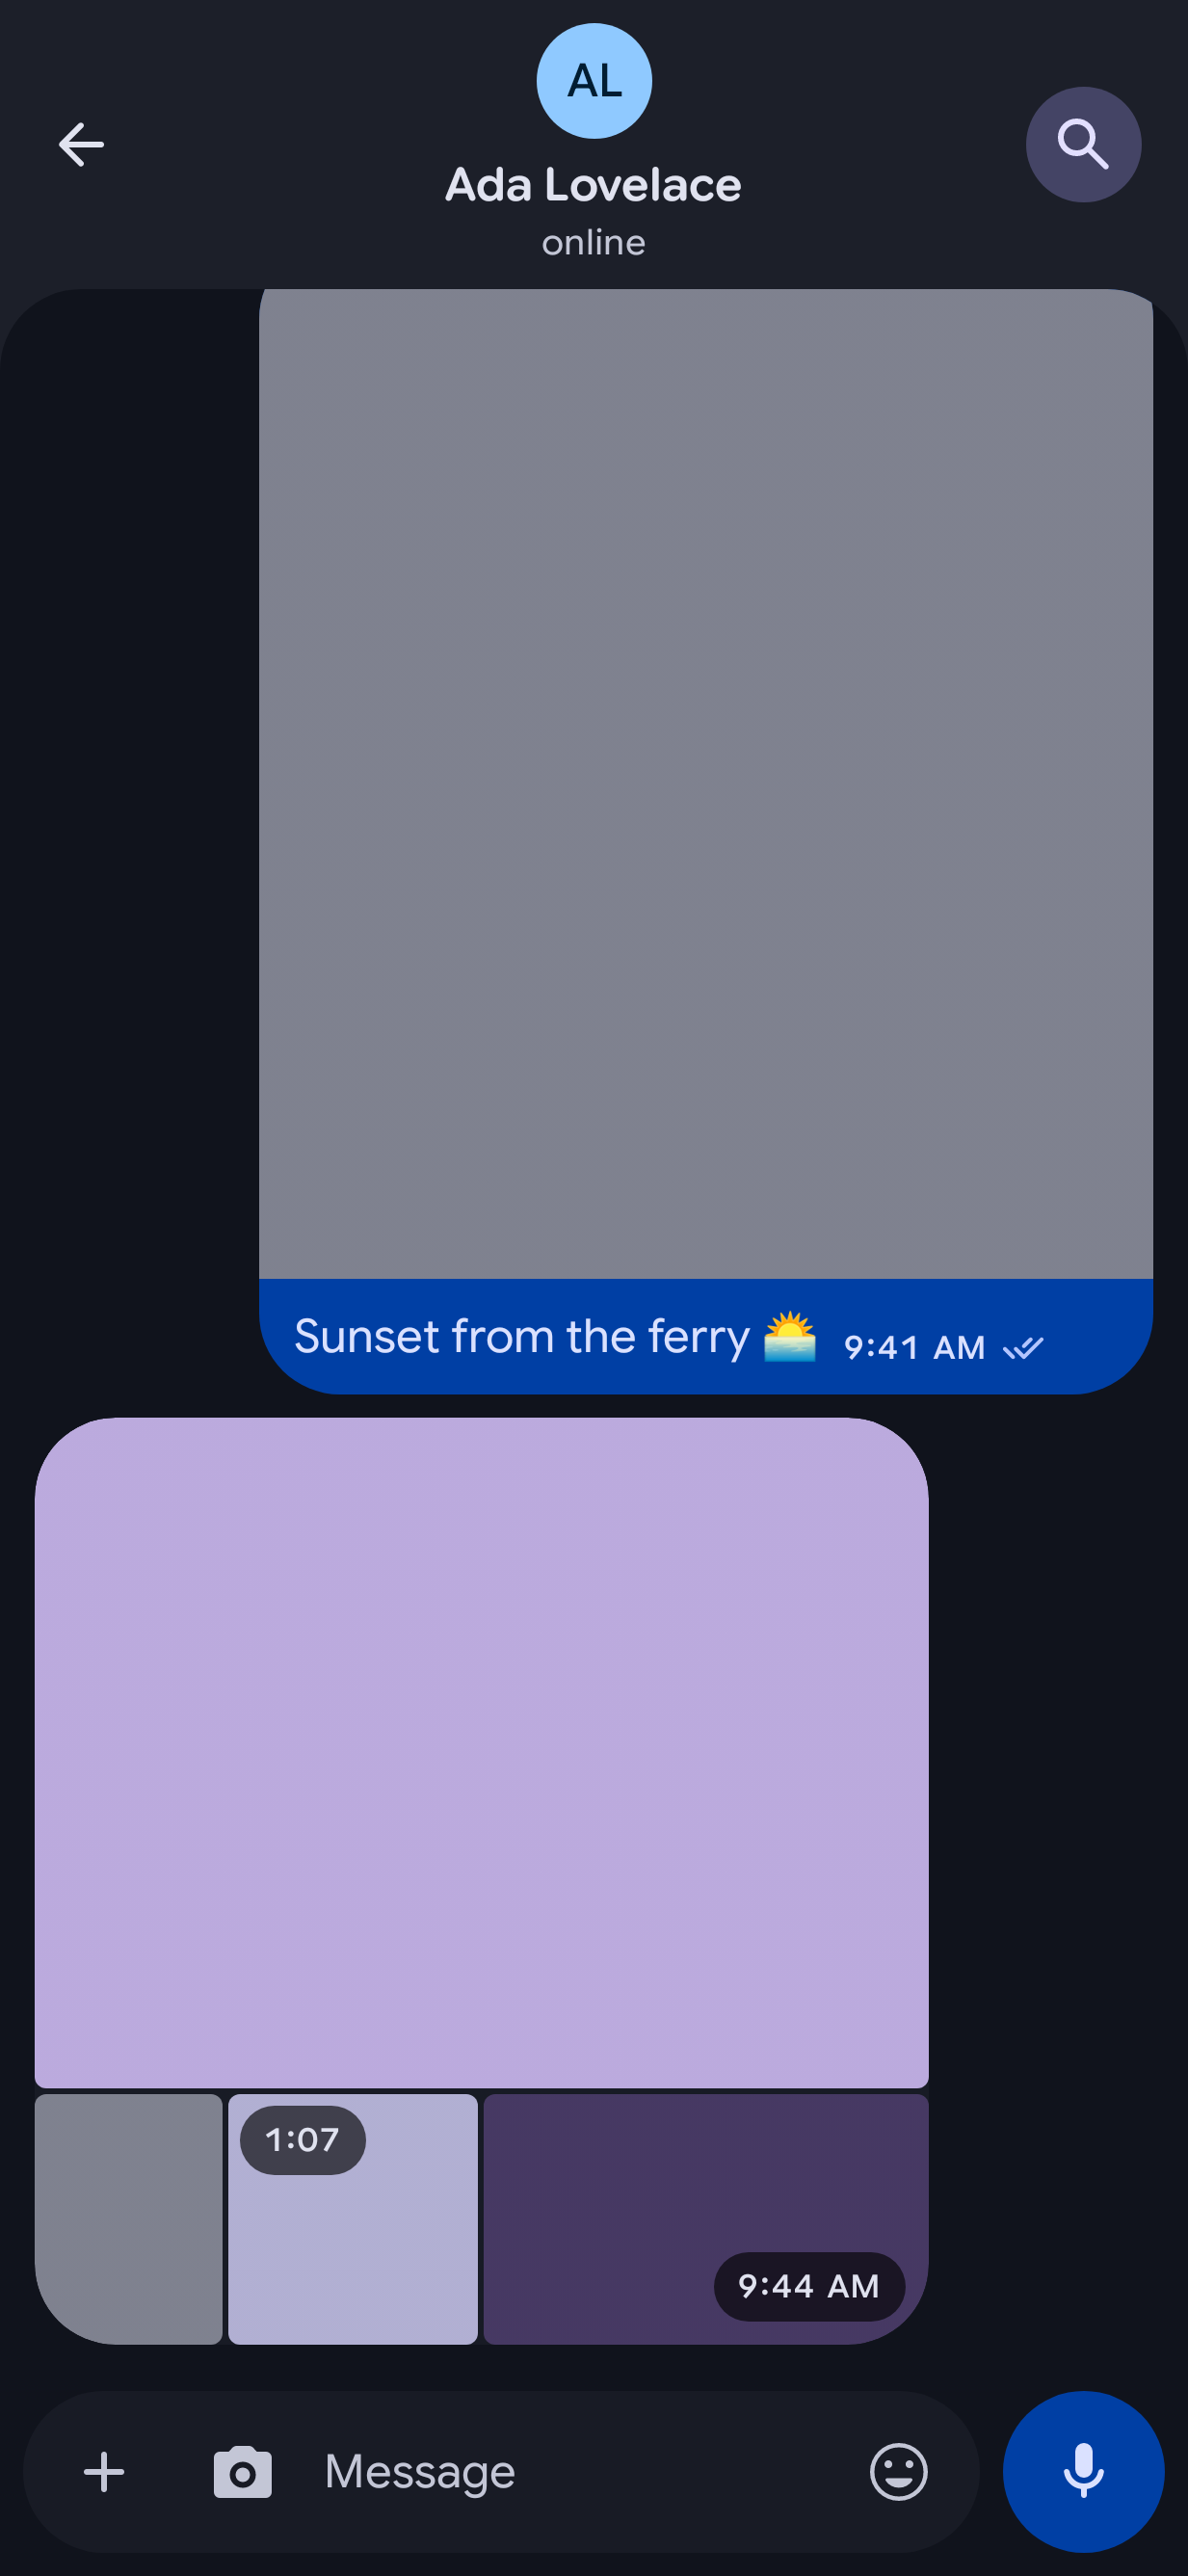 AL
Ada Lovelace
online
Sunset from the ferry 🌅 9:41 AM
1:07
9:44 AM
Message